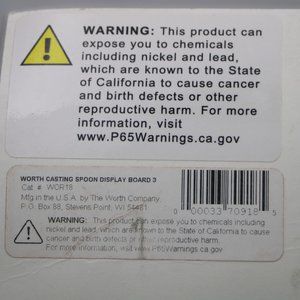 WARNING: This product can
expose you to chemicals
including nickel and lead,
which are known to the State
of California to cause cancer
and birth defects or other
reproductive harm. For more
information, visit
www.P65Warnings.ca.gov
WORTH CASTING SPOON DISPLAY BOARD 3
Cat # WOR18
Mfg in the U.S.A. by The Worth Company
P.O. Box 88, Stevens Point, WI 54481
0 00033 70918 5
WARNING: This product can expose you to chemicals including
nickel and lead, which are known to the State of California to
cause cancer and birth defects or other reproductive harm.
For more information, visit www.P65Warnings.ca.gov